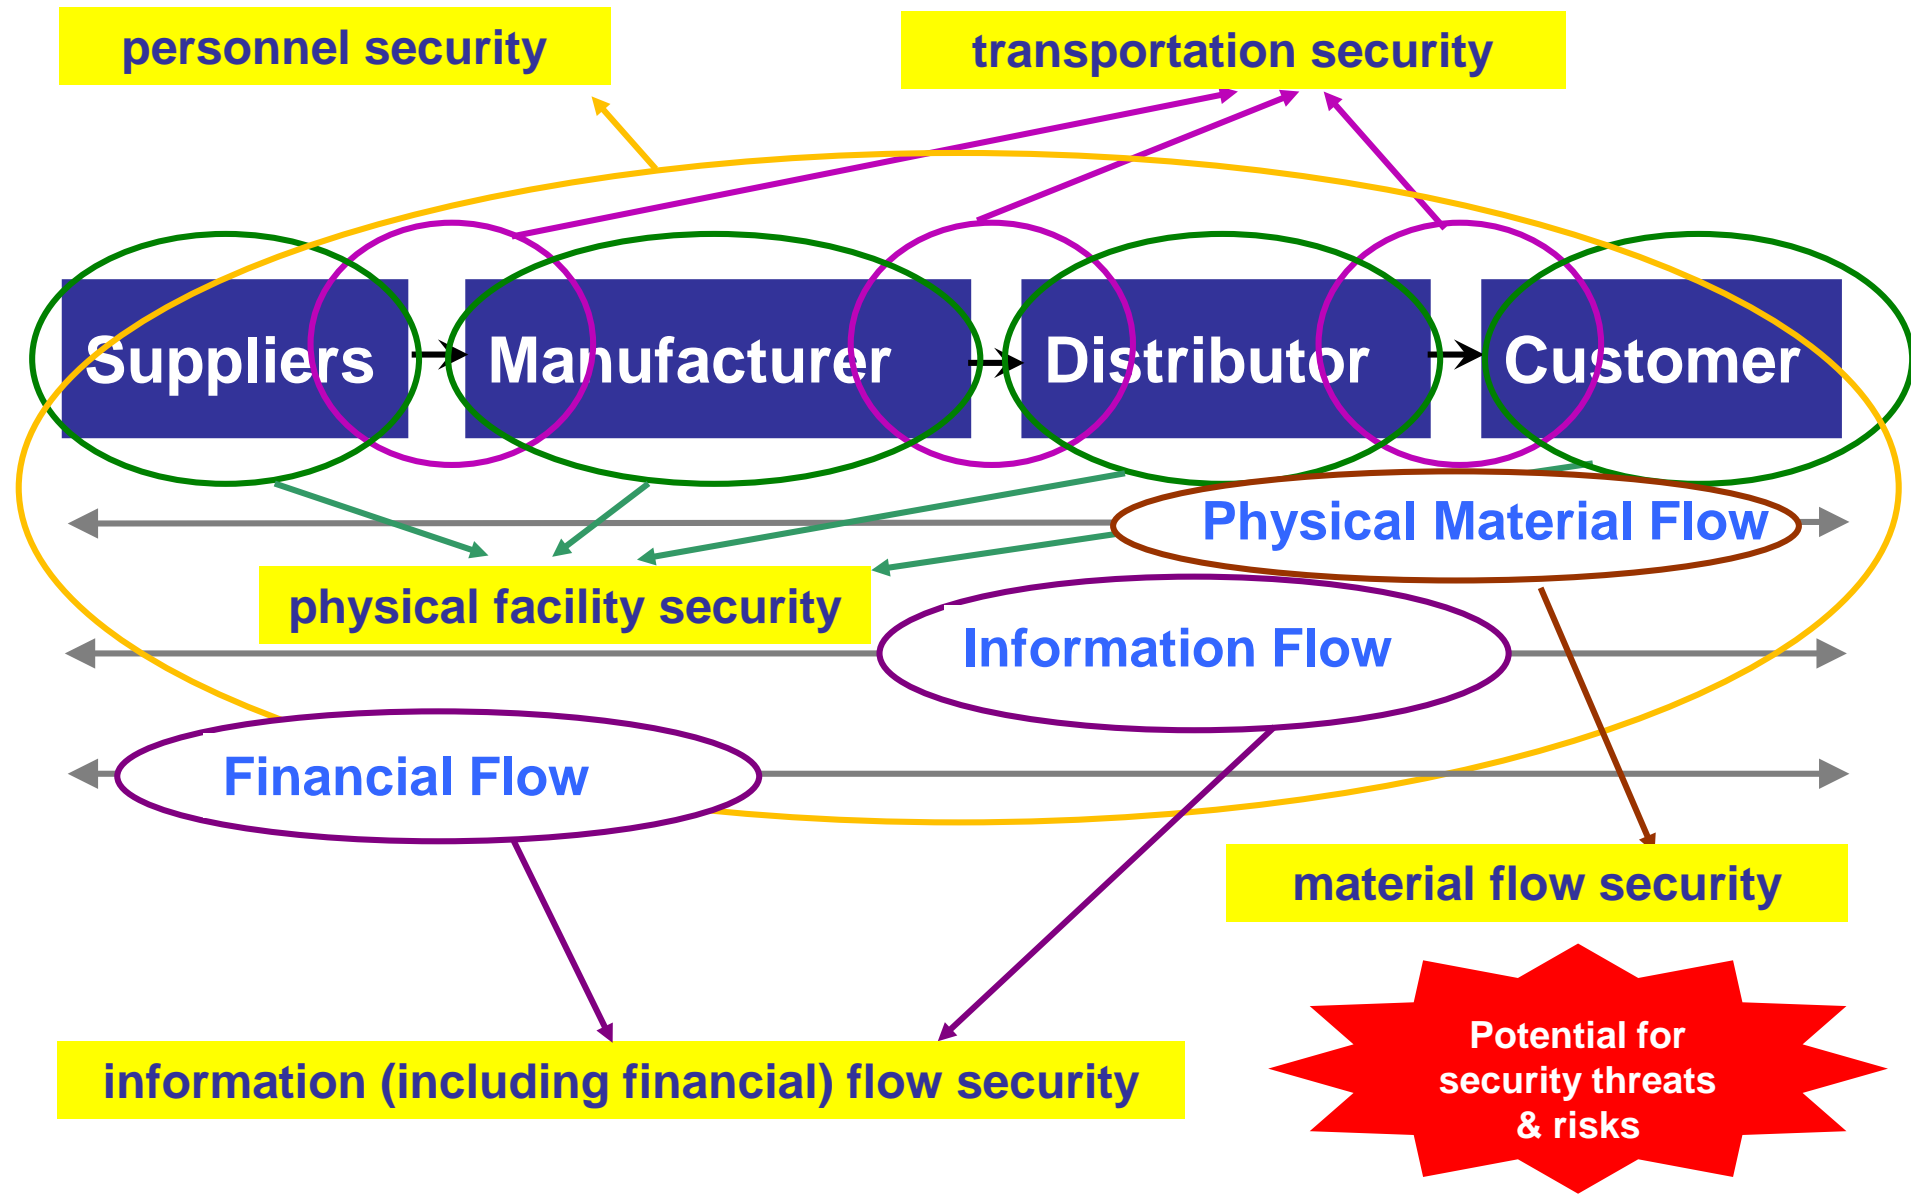 personnel security
transportation security
Suppliers
Manufacturer
Distributor
Customer
Physical Material Flow
physical facility security
Information Flow
Financial Flow
material flow security
information (including financial) flow security
Potential for
security threats
& risks